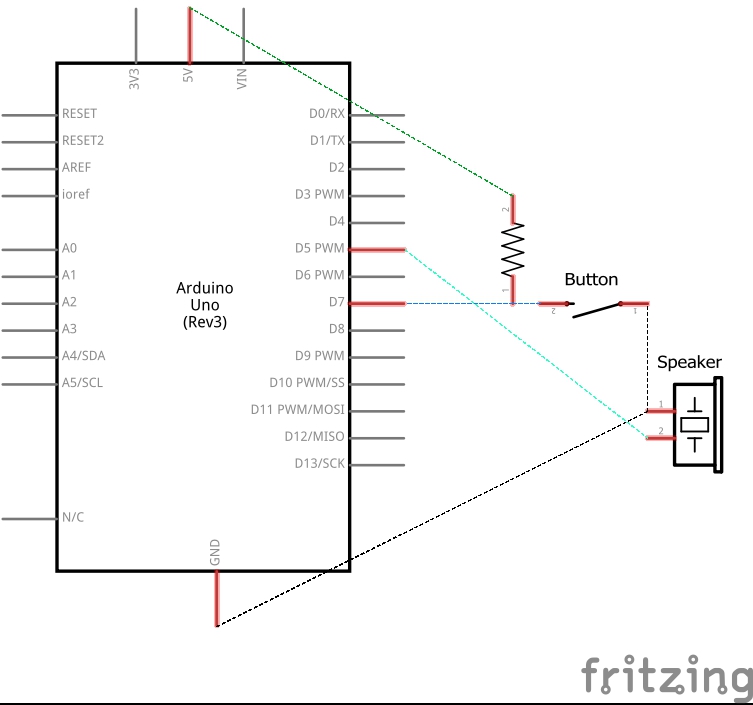 3V3
5V
VIN
RESET
D0/RX
RESET2
D1/TX
AREF
D2
ioref
D3 PWM
2
D4
A0
D5 PWM
A1
D6 PWM
1
Button
Arduino
Uno
(Rev3)
A2
D7
2
1
A3
D8
A4/SDA
D9 PWM
Speaker
A5/SCL
D10 PWM/SS
D11 PWM/MOSI
1
D12/MISO
2
D13/SCK
N/C
GND
fritzing